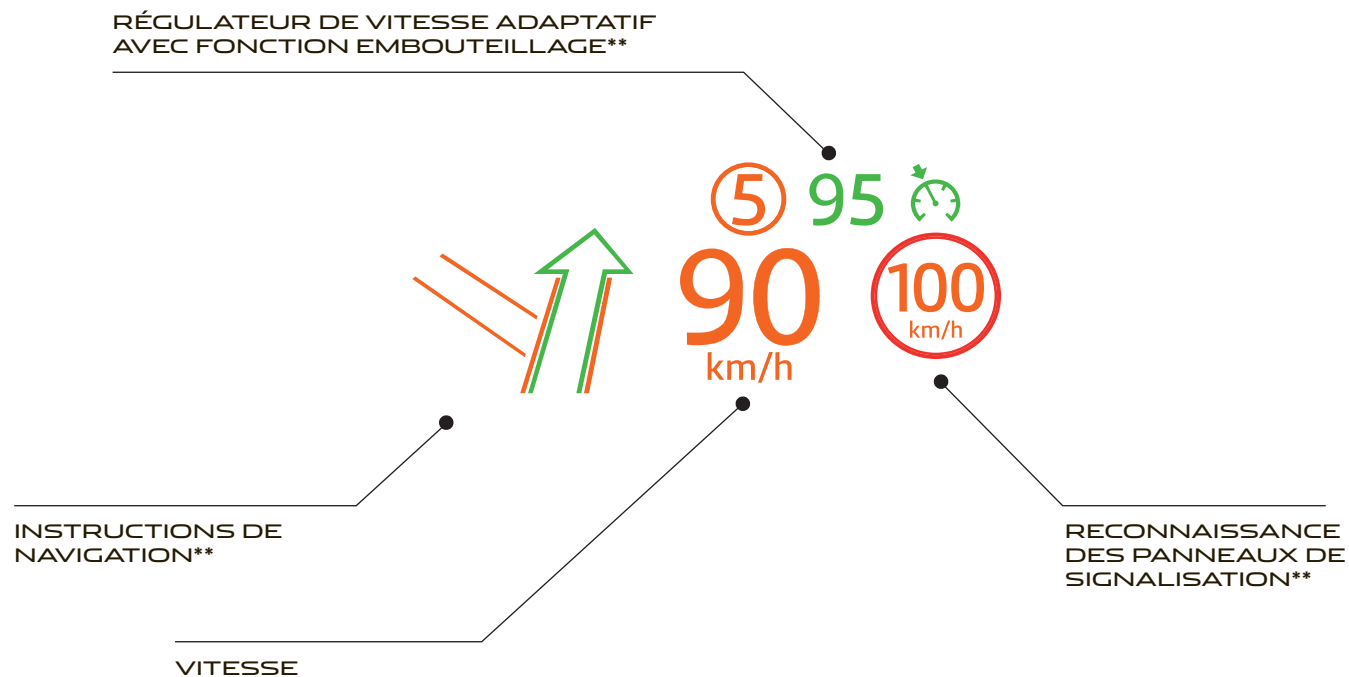 RÉGULATEUR DE VITESSE ADAPTATIF
AVEC FONCTION EMBOUTEILLAGE**
5 95
90
km/h
100
km/h
INSTRUCTIONS DE
NAVIGATION**
RECONNAISSANCE
DES PANNEAUX DE
SIGNALISATION**
VITESSE